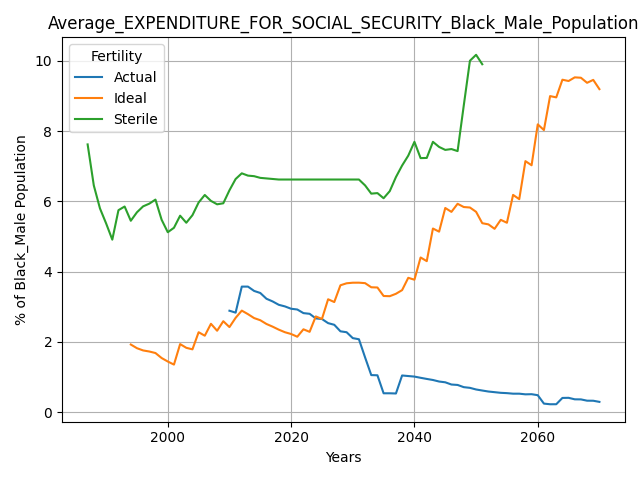 Average_EXPENDITURE_FOR_SOCIAL_SECURITY_Black_Male_Population
Fertility
Actual
Ideal
Sterile
% of Black_Male Population
10
8
6
4
2
0
2000
2020
2040
2060
Years